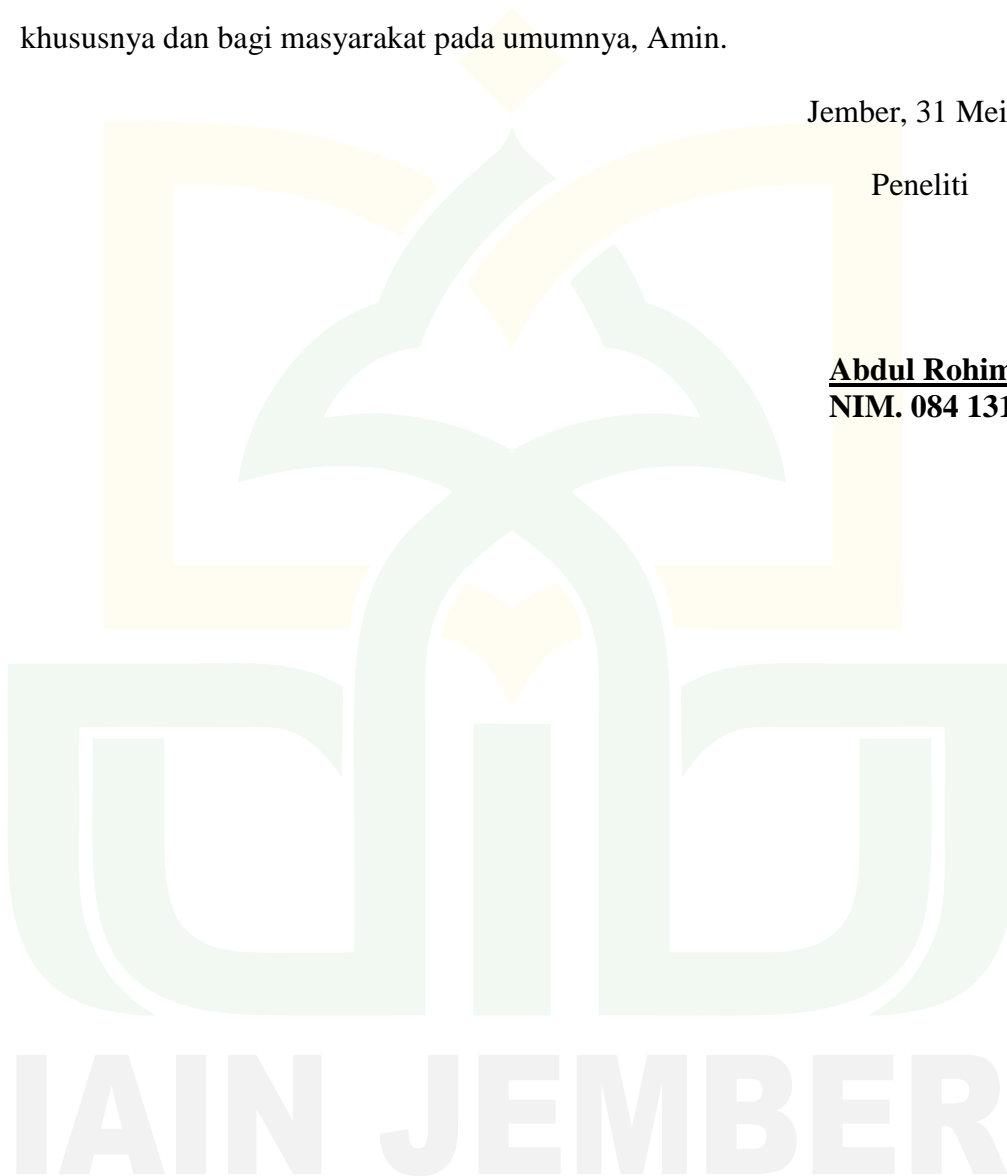 khususnya dan bagi masyarakat pada umumnya, Amin.
Jember, 31 Mei
Peneliti
Abdul Rohim
NIM. 084 131
IAIN JEMBER